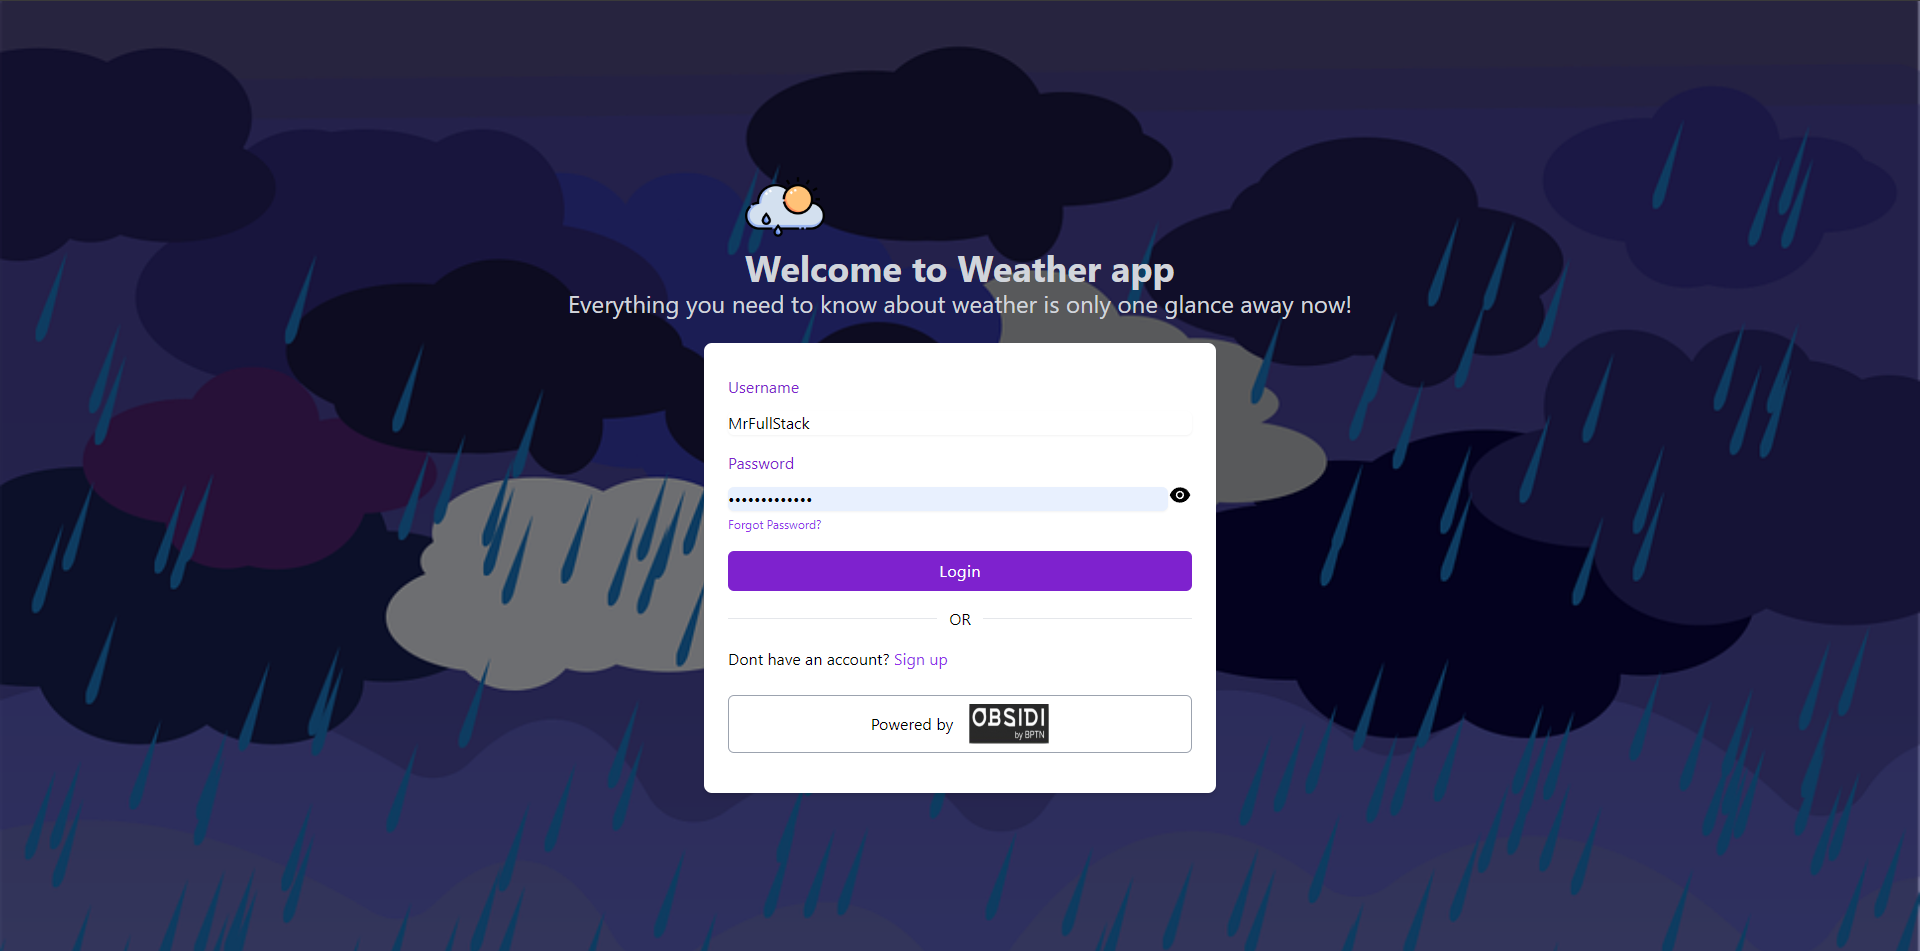 Welcome to Weather app
Everything you need to know about weather is only one glance away now!
Username
MrFullStack
Password
•••••••••••••
Forgot Password?
Login
OR
Dont have an account? Sign up
Powered by OBSIDI
by BPTN